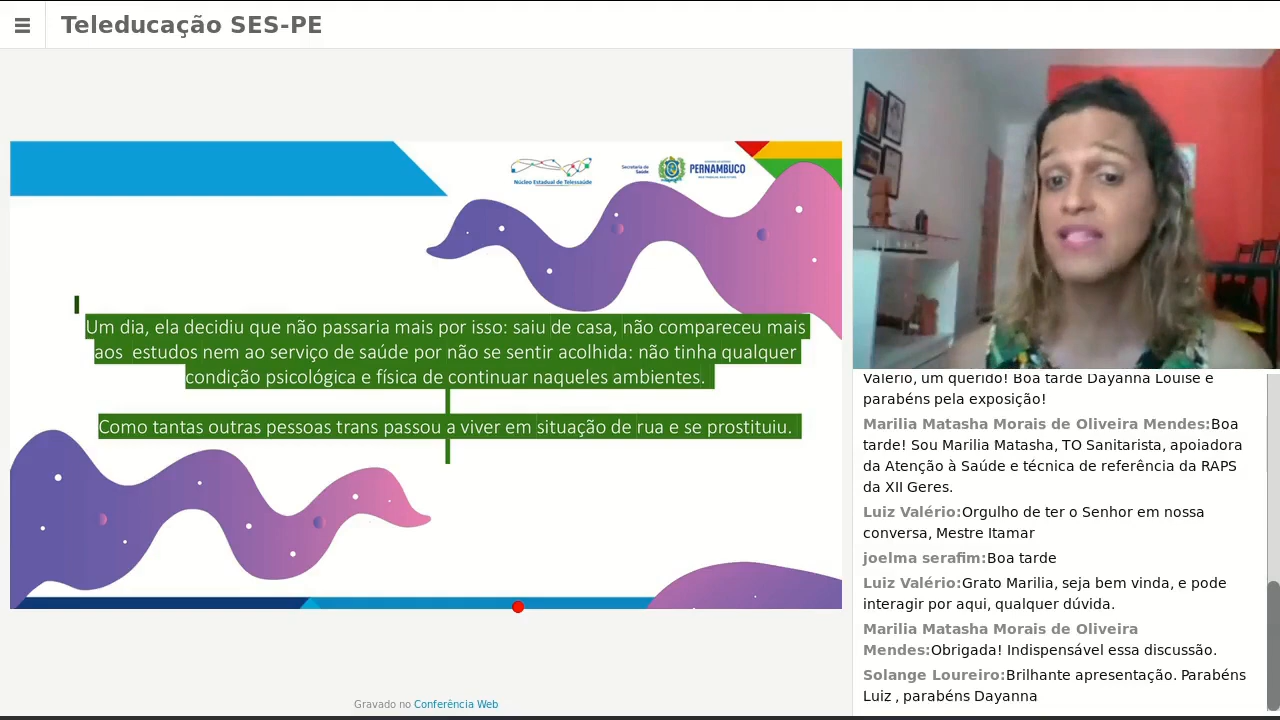 Teleducação SES-PE
Núcleo Estadual de Telessaúde
Secretaria de
Saúde
PERNAMBUCO
Um dia, ela decidiu que não passaria mais por isso: saiu de casa, não compareceu mais
aos estudos nem ao serviço de saúde por não se sentir acolhida: não tinha qualquer
condição psicológica e física de continuar naqueles ambientes.
Como tantas outras pessoas trans passou a viver em situação de rua e se prostituiu.
Gravado no Conferência Web
Valério, um querido! Boa tarde Dayanna Louise e
parabéns pela exposição!
Marilia Matasha Morais de Oliveira Mendes:Boa
tarde! Sou Marilia Matasha, TO Sanitarista, apoiadora
da Atenção à Saúde e técnica de referência da RAPS
da XII Geres.
Luiz Valério:Orgulho de ter o Senhor em nossa
conversa, Mestre Itamar
joelma serafim:Boa tarde
Luiz Valério:Grato Marilia, seja bem vinda, e pode
interagir por aqui, qualquer dúvida.
Marilia Matasha Morais de Oliveira
Mendes:Obrigada! Indispensável essa discussão.
Solange Loureiro:Brilhante apresentação. Parabéns
Luiz , parabéns Dayanna